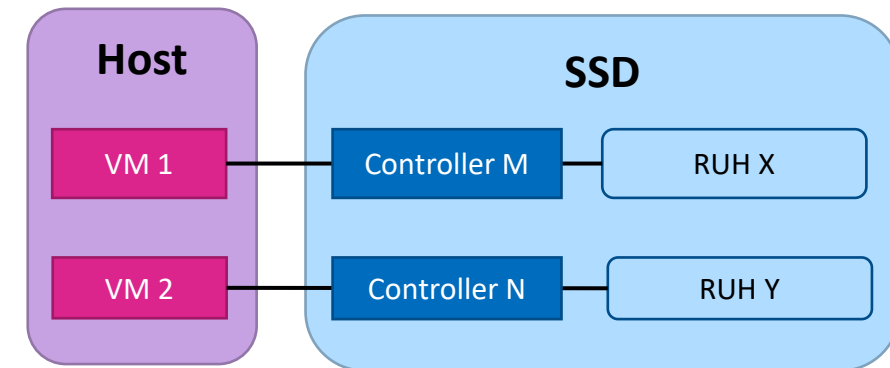 Host
SSD
VM 1
Controller M
RUH X
VM 2
Controller N
RUH Y